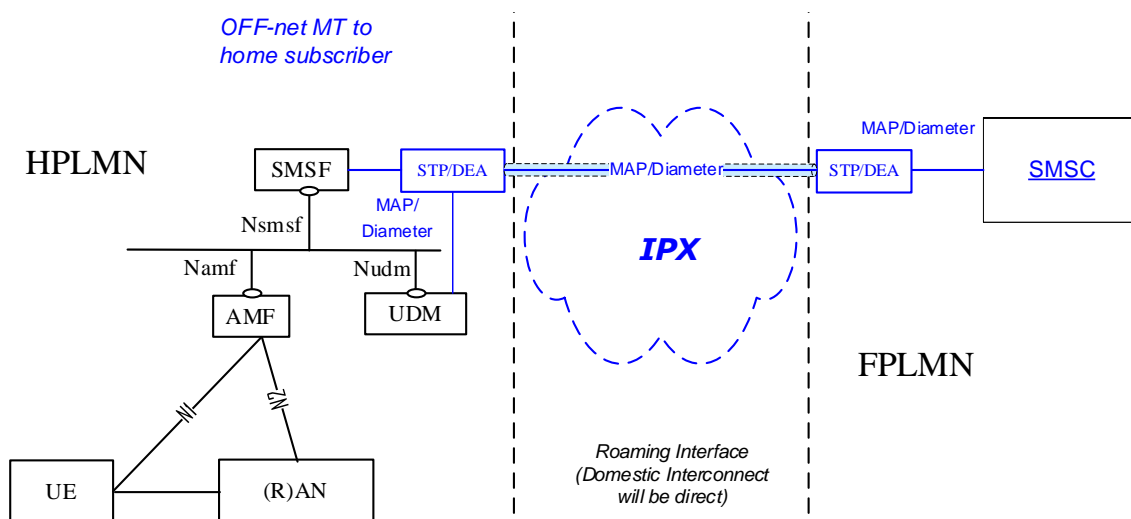 OFF-net MT to
home subscriber
HPLMN
SMSF
STP/DEA
MAP/Diameter
STP/DEA
MAP/Diameter
SMSC
MAP/
Diameter
Nsmsf
Namf
Nudm
IPX
AMF
UDM
FPLMN
N1
N2
Roaming Interface
(Domestic Interconnect
will be direct)
UE
(R)AN